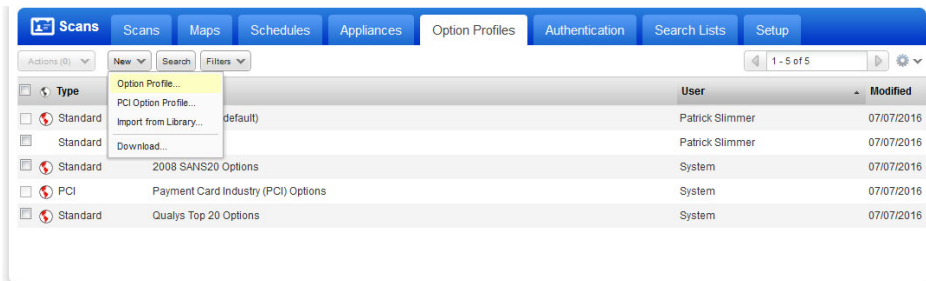 Scans Scans Maps Schedules Appliances Option Profiles Authentication Search Lists Setup
Actions (0) New Search Filters 1 - 5 of 5
Option Profile...
PCI Option Profile...
Import from Library...
Download...
Type User Modified
Standard default) Patrick Slimmer 07/07/2016
Standard Patrick Slimmer 07/07/2016
Standard 2008 SANS20 Options System 07/07/2016
PCI Payment Card Industry (PCI) Options System 07/07/2016
Standard Qualys Top 20 Options System 07/07/2016